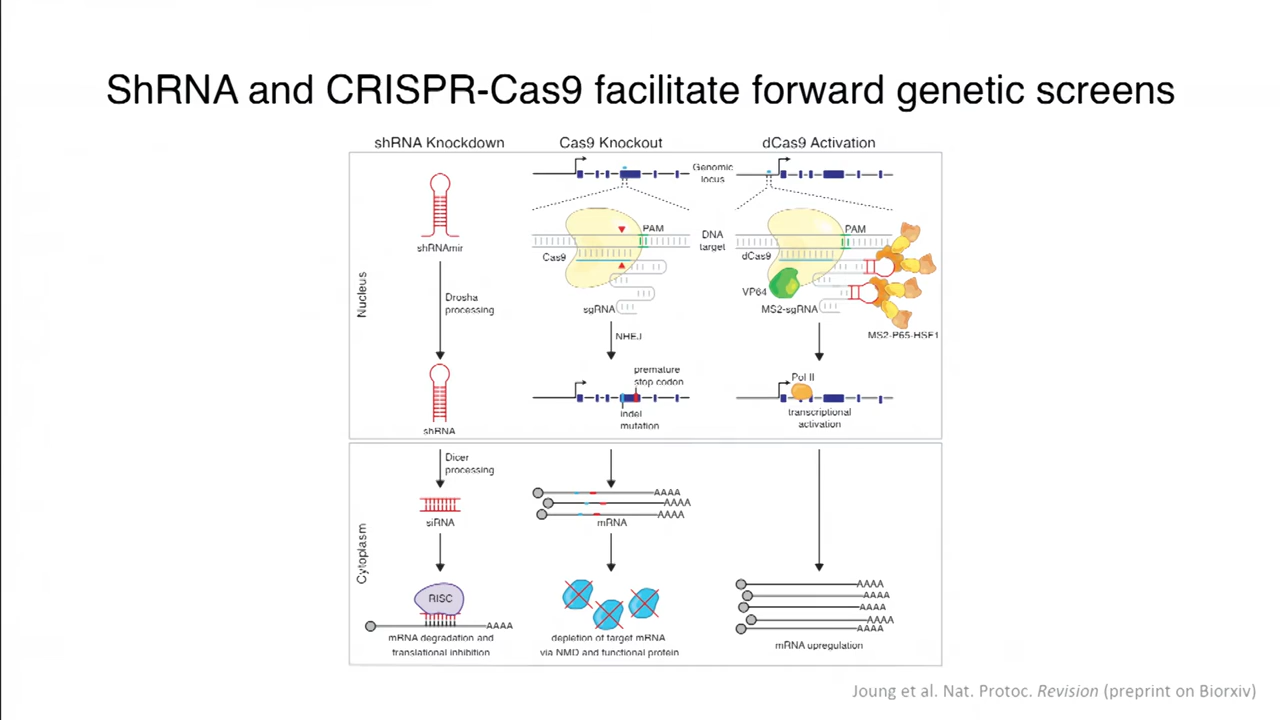 ShRNA and CRISPR-Cas9 facilitate forward genetic screens
shRNA Knockdown
Cas9 Knockout
dCas9 Activation
Nucleus
shRNAmir
Drosha
processing
shRNA
Genomic
locus
PAM
DNA
target
Cas9
sgRNA
NHEJ
premature
stop codon
indel
mutation
PAM
dCas9
VP64
MS2-sgRNA
MS2-P65-HSF1
Pol II
transcriptional
activation
Cytoplasm
Dicer
processing
siRNA
RISC
AAAA
mRNA degradation and
translational inhibition
AAAA
AAAA
AAAA
mRNA
depletion of target mRNA
via NMD and functional protein
AAAA
AAAA
AAAA
AAAA
AAAA
mRNA upregulation
Joung et al. Nat. Protoc. Revision (preprint on Biorxiv)